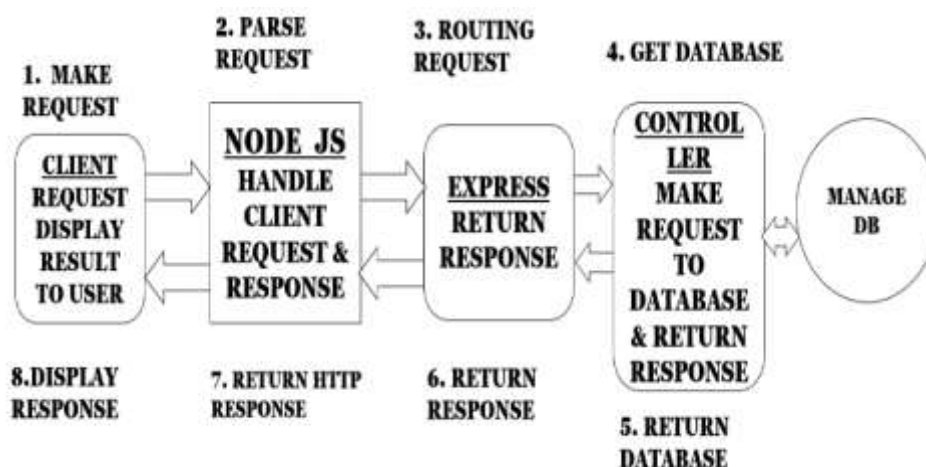 2. PARSE
REQUEST
3. ROUTING
REQUEST
4. GET DATABASE
1. MAKE
REQUEST
CLIENT
REQUEST
DISPLAY
RESULT
TO USER
NODE JS
HANDLE
CLIENT
REQUEST &
RESPONSE
EXPRESS
RETURN
RESPONSE
CONTROL
LER
MAKE
REQUEST
TO
DATABASE
& RETURN
RESPONSE
MANAGE
DB
8.DISPLAY
RESPONSE
7. RETURN HTTP
RESPONSE
6. RETURN
RESPONSE
5. RETURN
DATABASE